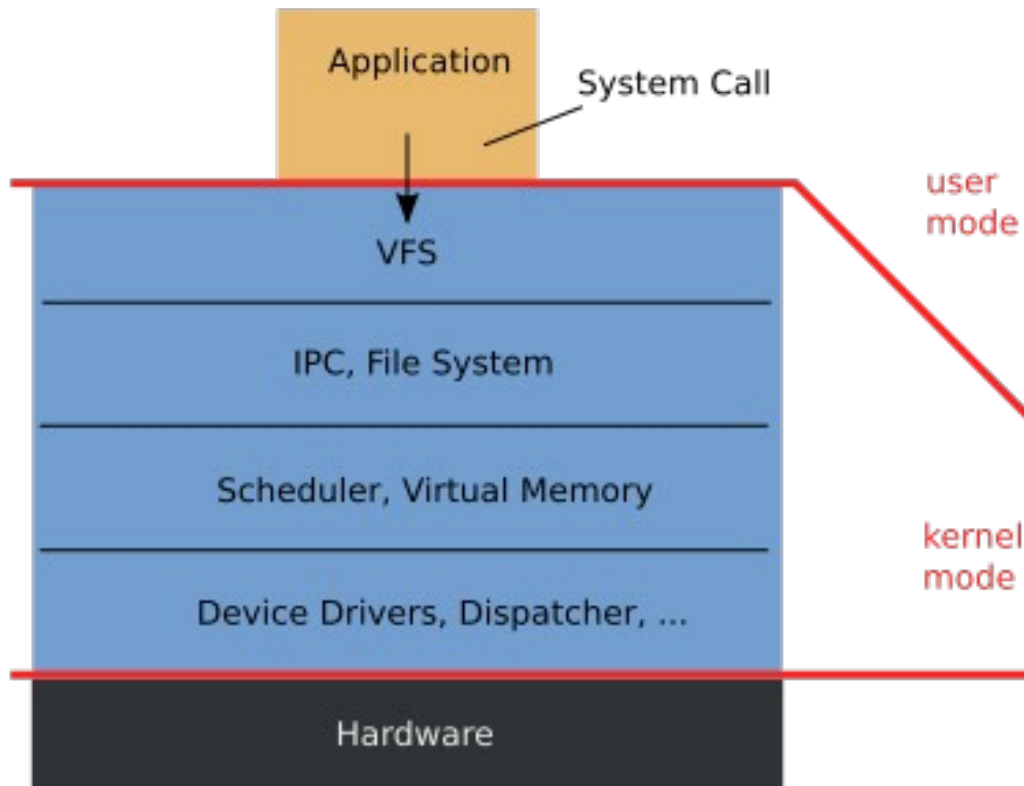 Application
System Call
user
mode
VFS
IPC, File System
Scheduler, Virtual Memory
kernel
mode
Device Drivers, Dispatcher, ...
Hardware